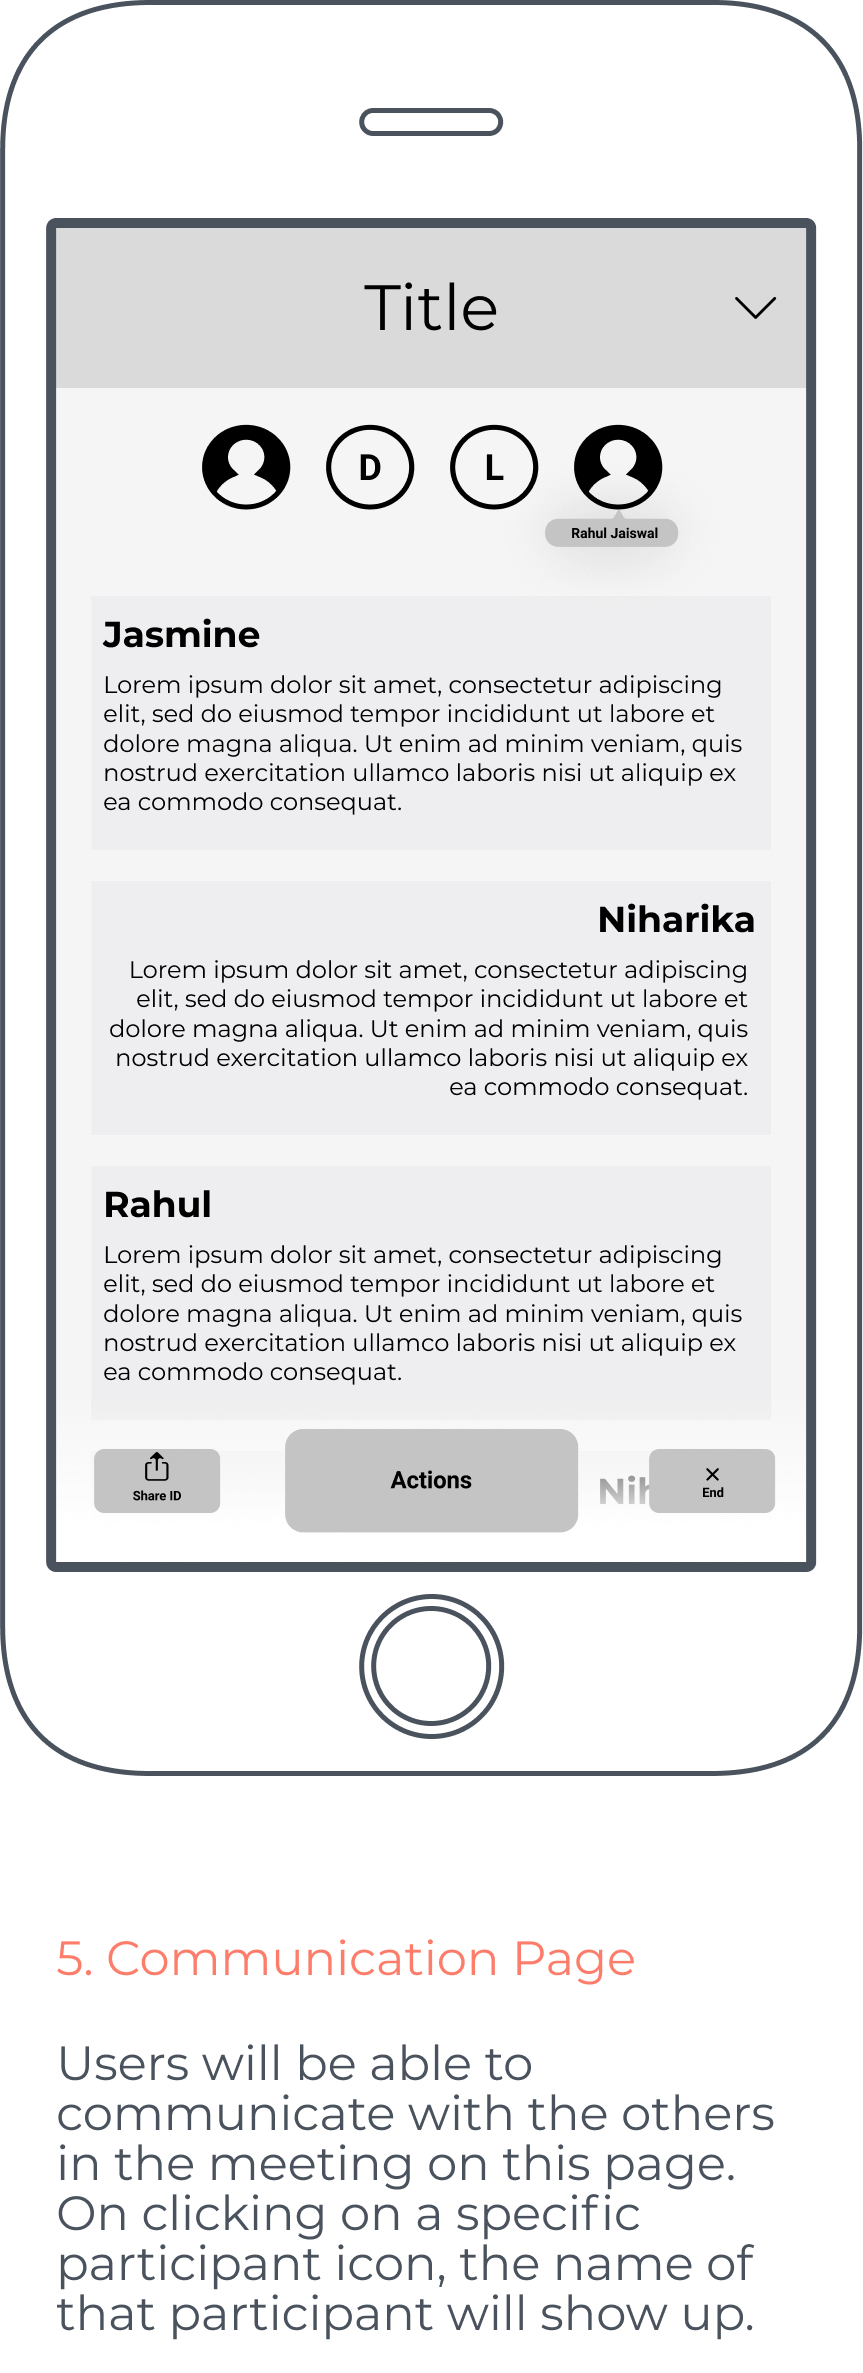 Title
D
L
Rahul Jaiswal
Jasmine
Lorem ipsum dolor sit amet, consectetur adipiscing
elit, sed do eiusmod tempor incididunt ut labore et
dolore magna aliqua. Ut enim ad minim veniam, quis
nostrud exercitation ullamco laboris nisi ut aliquip ex
ea commodo consequat.
Niharika
Lorem ipsum dolor sit amet, consectetur adipiscing
elit, sed do eiusmod tempor incididunt ut labore et
dolore magna aliqua. Ut enim ad minim veniam, quis
nostrud exercitation ullamco laboris nisi ut aliquip ex
ea commodo consequat.
Rahul
Lorem ipsum dolor sit amet, consectetur adipiscing
elit, sed do eiusmod tempor incididunt ut labore et
dolore magna aliqua. Ut enim ad minim veniam, quis
nostrud exercitation ullamco laboris nisi ut aliquip ex
ea commodo consequat.
Share ID
Actions
End
5. Communication Page
Users will be able to
communicate with the others
in the meeting on this page.
On clicking on a specific
participant icon, the name of
that participant will show up.